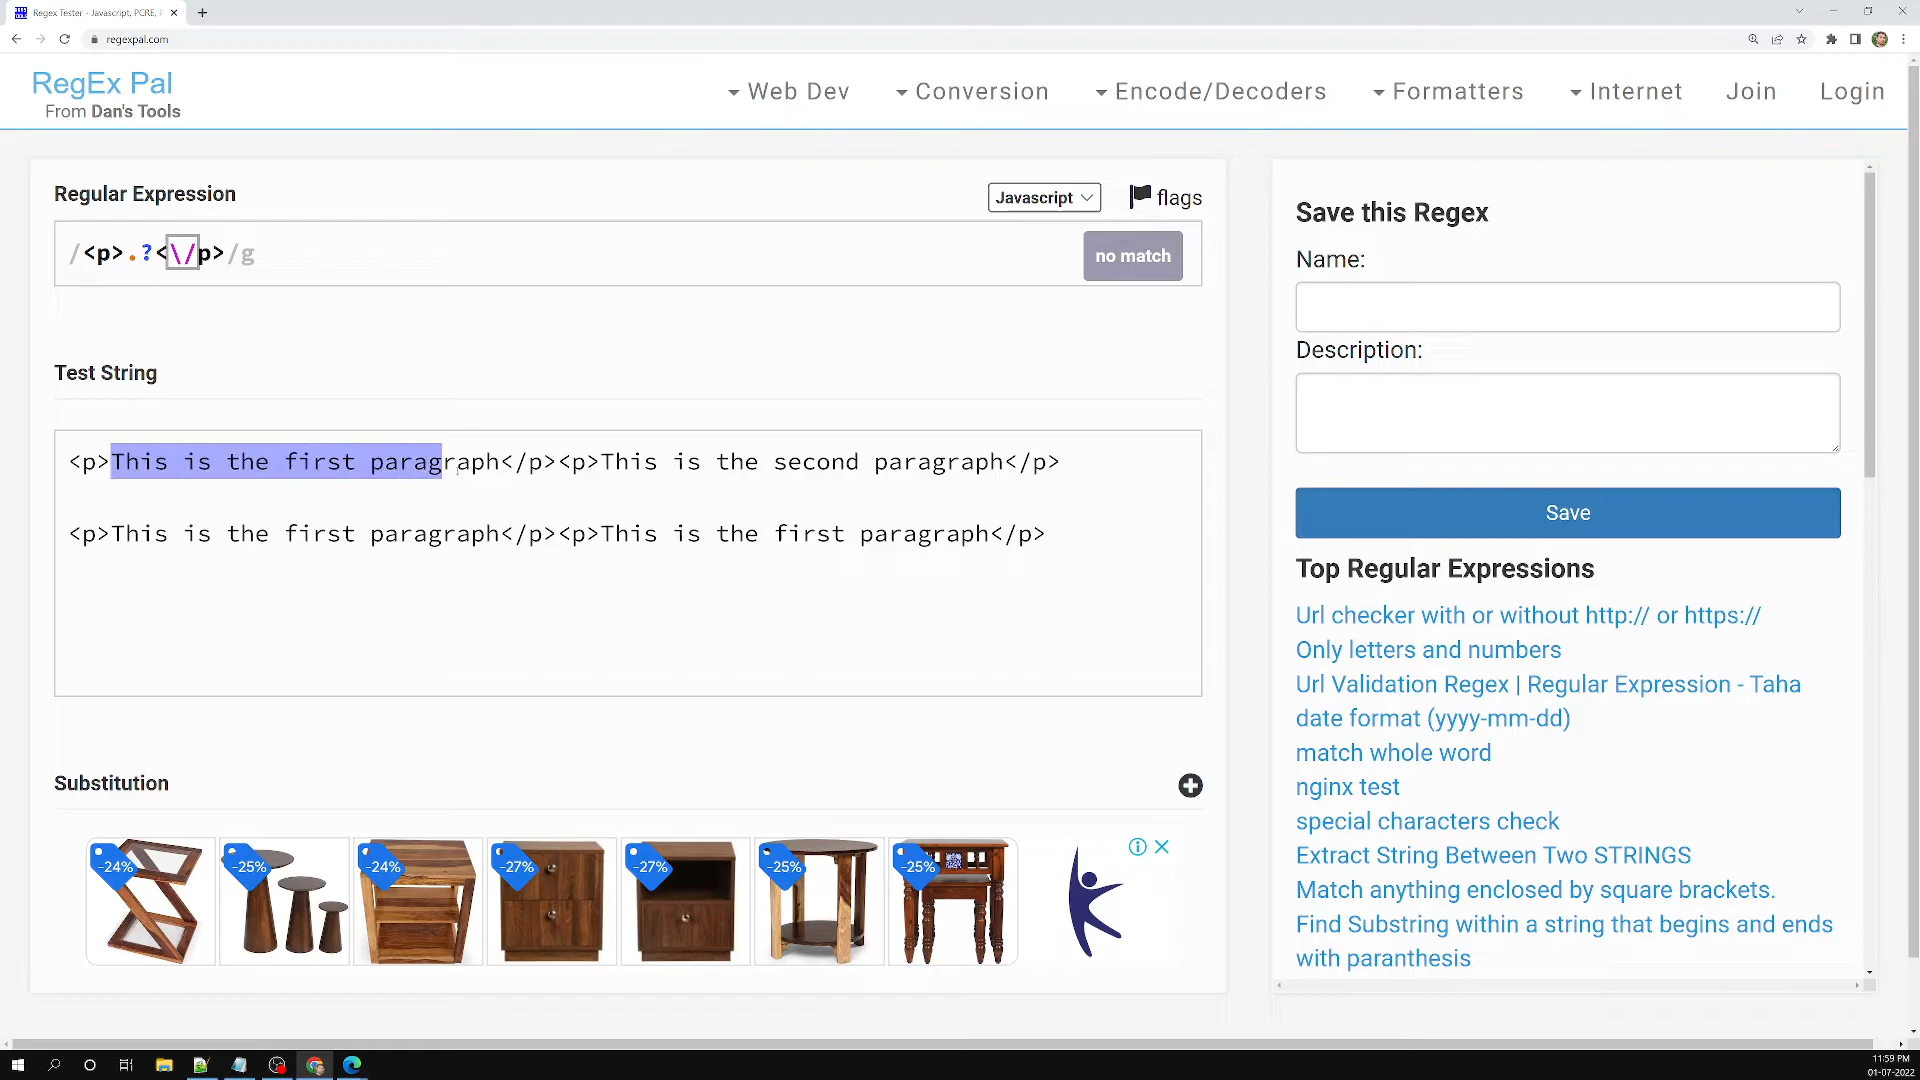 Regex Tester - Javascript, PCRE, P
regexpal.com
RegEx Pal
From Dan's Tools
Web Dev
Conversion
Encode/Decoders
Formatters
Internet
Join
Login
Regular Expression
Javascript
flags
/<p>.?<\/p>/g
no match
Test String
<p>This is the first paragraph</p><p>This is the second paragraph</p>
<p>This is the first paragraph</p><p>This is the first paragraph</p>
Substitution
-24%
-25%
-24%
-27%
-27%
-25%
-25%
Save this Regex
Name:
Description:
Save
Top Regular Expressions
Url checker with or without http:// or https://
Only letters and numbers
Url Validation Regex | Regular Expression - Taha
date format (yyyy-mm-dd)
match whole word
nginx test
special characters check
Extract String Between Two STRINGS
Match anything enclosed by square brackets.
Find Substring within a string that begins and ends
with paranthesis
11:59 PM
01-07-2022